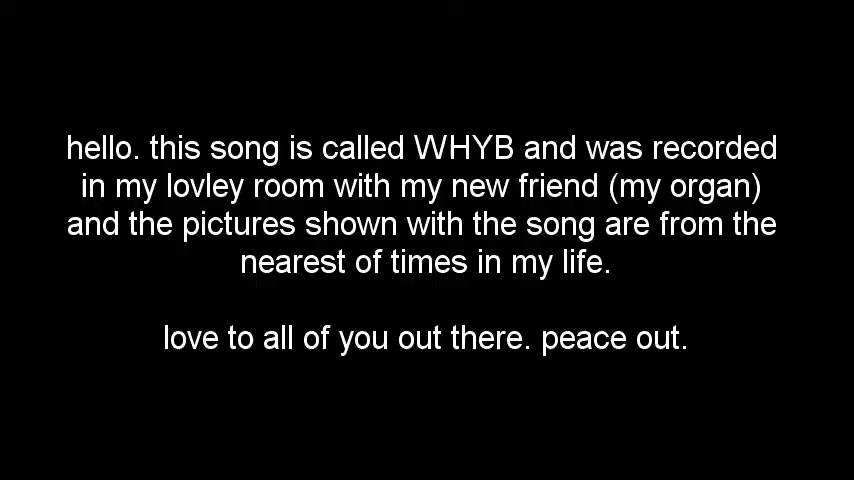 hello. this song is called WHYB and was recorded
in my lovley room with my new friend (my organ)
and the pictures shown with the song are from the
nearest of times in my life.
love to all of you out there. peace out.